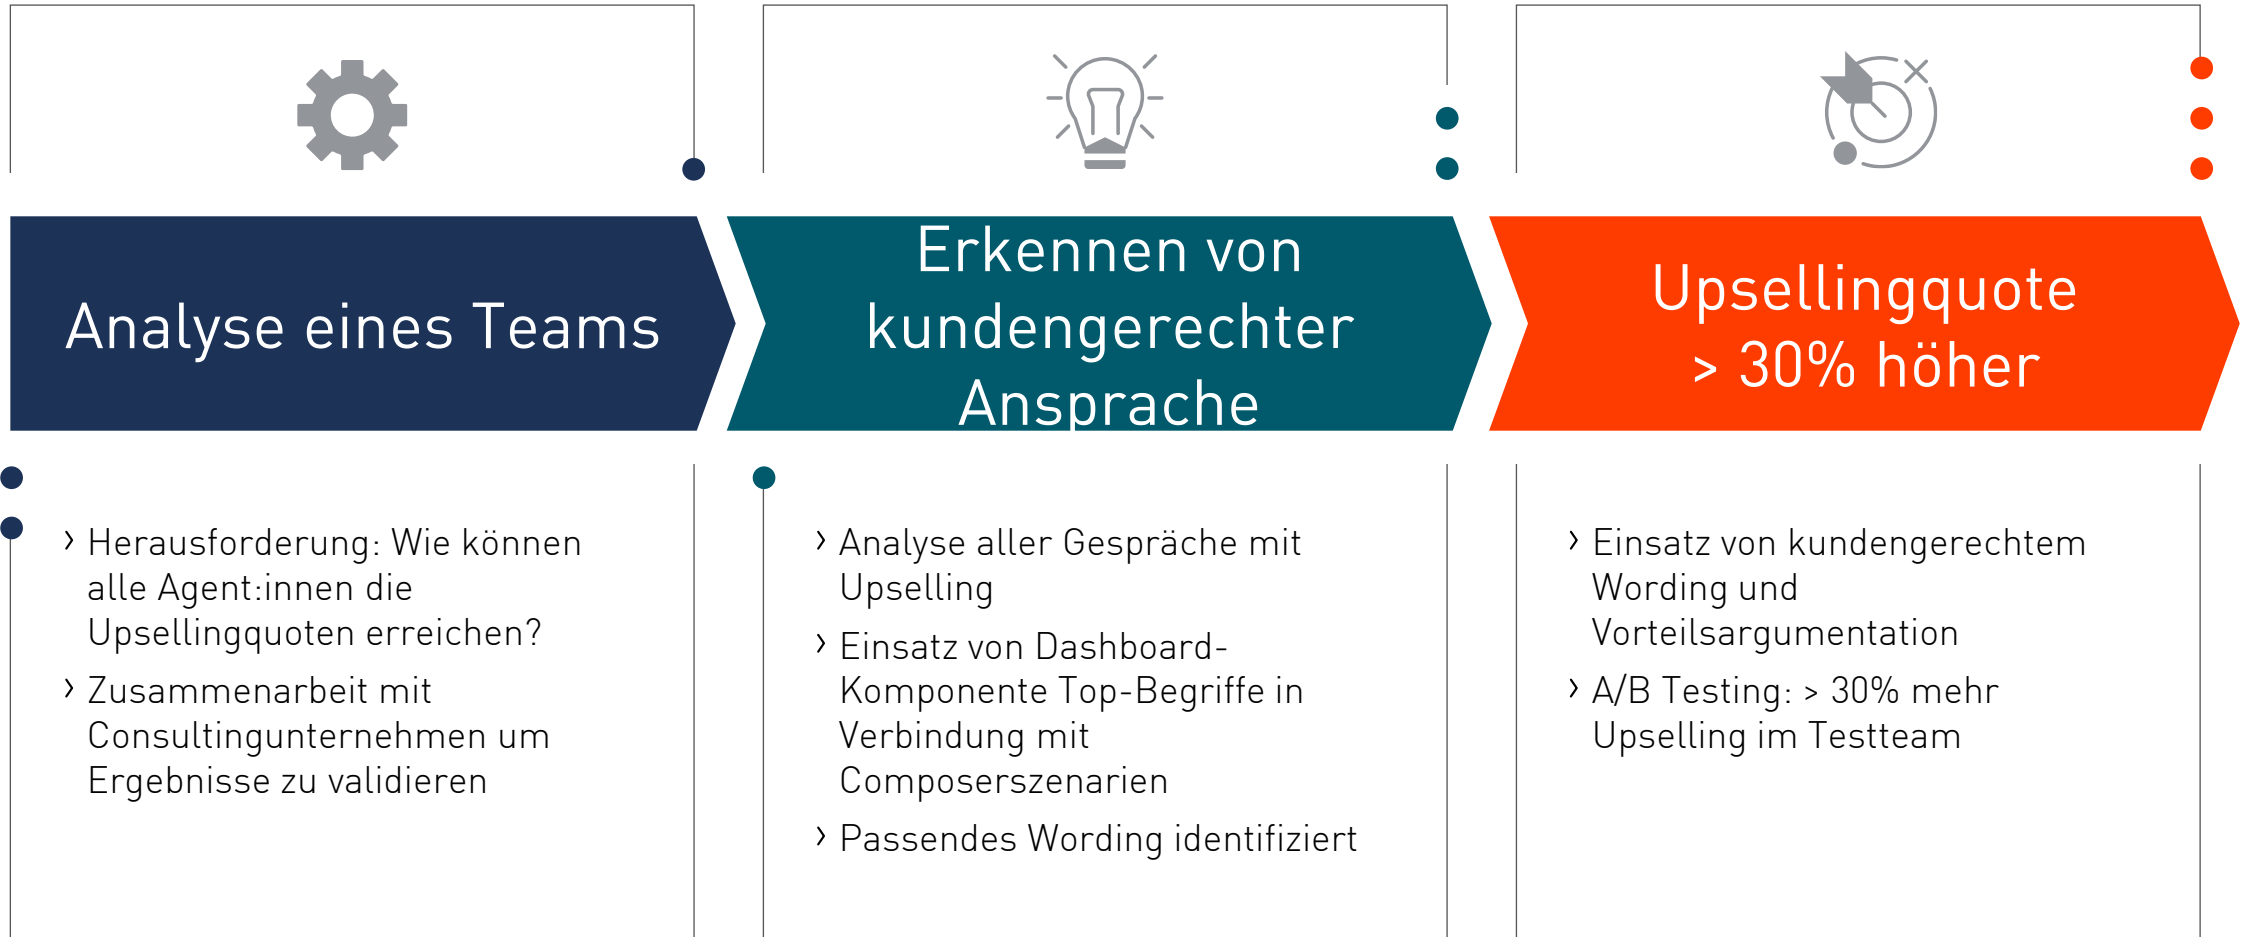 Analyse eines Teams
Erkennen von
kundengerechter
Ansprache
Upsellingquote
> 30% höher
› Herausforderung: Wie können
alle Agent:innen die
Upsellingquoten erreichen?
› Zusammenarbeit mit
Consultingunternehmen um
Ergebnisse zu validieren
› Analyse aller Gespräche mit
Upselling
› Einsatz von Dashboard-
Komponente Top-Begriffe in
Verbindung mit
Composerszenarien
› Passendes Wording identifiziert
› Einsatz von kundengerechtem
Wording und
Vorteilsargumentation
› A/B Testing: > 30% mehr
Upselling im Testteam